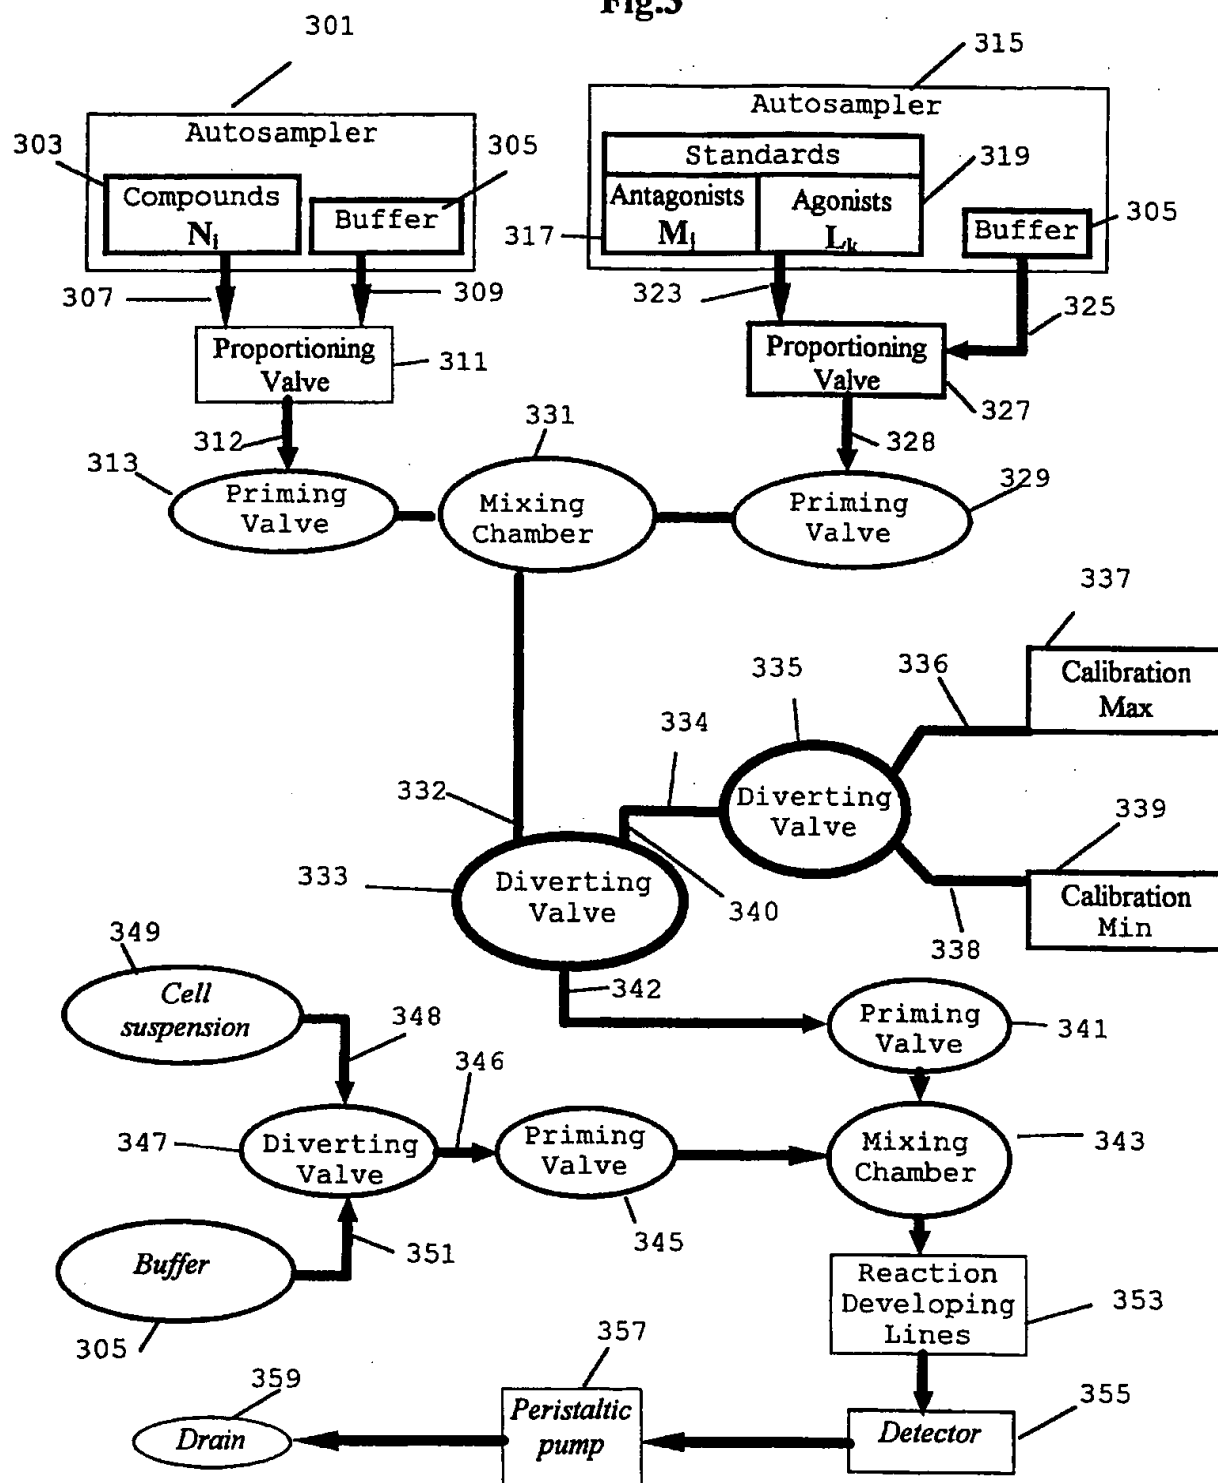 Fig.3
301
315
Autosampler
Autosampler
303
305
Standards
319
Compounds
Buffer
Antagonists
Agonists
305
Ni
317
Mj
Lk
Buffer
307
309
323
325
Proportioning
Valve
311
Proportioning
Valve
327
312
331
328
313
329
Priming
Valve
Mixing
Chamber
Priming
Valve
337
335
336
Calibration
Max
334
332
Diverting
Valve
339
333
Diverting
Valve
340
338
Calibration
Min
349
Cell
suspension
342
348
Priming
Valve
341
346
347
Diverting
Valve
Priming
Valve
Mixing
Chamber
343
345
351
Buffer
Reaction
Developing
Lines
353
305
357
359
355
Peristaltic
pump
Detector
Drain